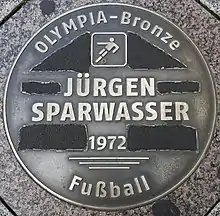 OLYMPIA-Bronze
JÜRGEN
SPARWASSER
1972
Fußball